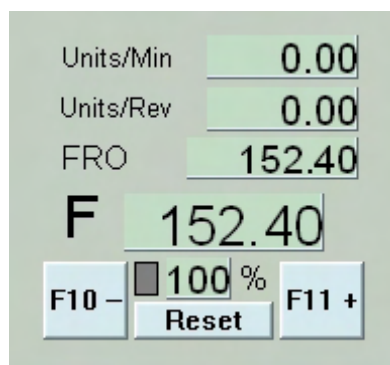 Units/Min 0.00
Units/Rev 0.00
FRO 152.40
F 152.40
F10 - 100 % F11 +
Reset